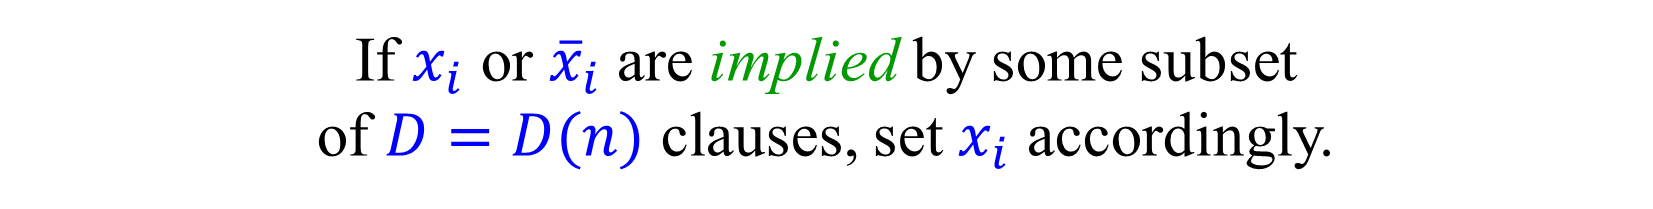 If xᵢ or x̄ᵢ are implied by some subset
of D = D(n) clauses, set xᵢ accordingly.